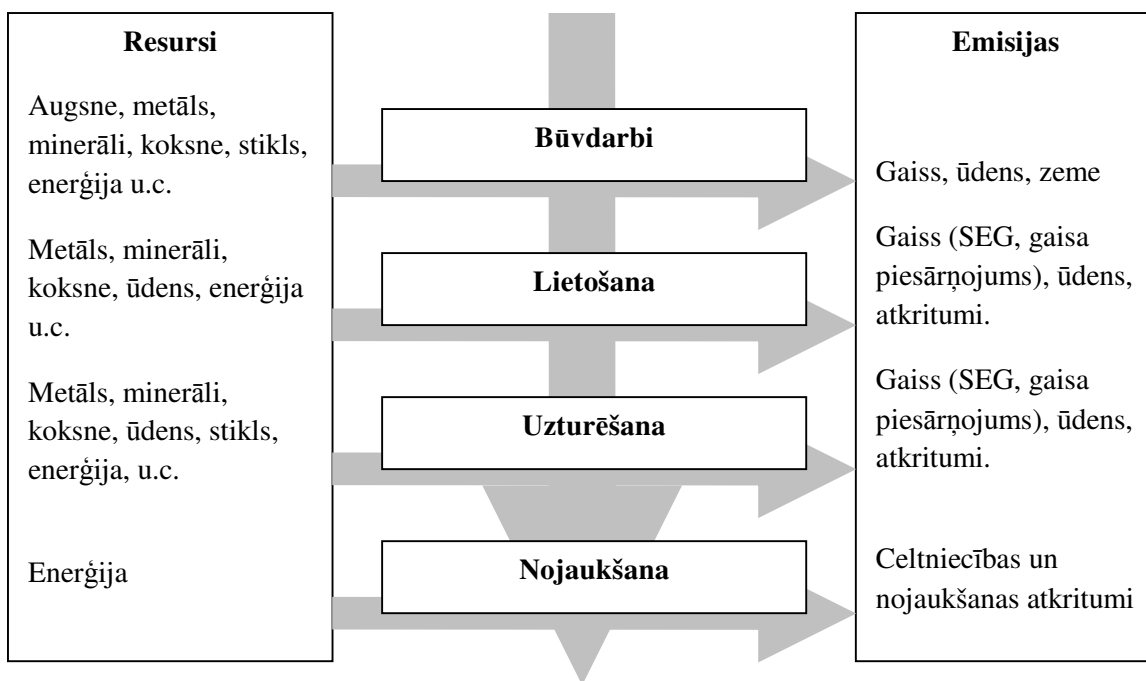 Resursi
Augsne, metāls,
minerāli, koksne, stikls,
enerģija u.c.
Metāls, minerāli,
koksne, ūdens, enerģija
u.c.
Metāls, minerāli,
koksne, ūdens, stikls,
enerģija, u.c.
Enerģija
Būvdarbi
Lietošana
Uzturēšana
Nojaukšana
Emisijas
Gaiss, ūdens, zeme
Gaiss (SEG, gaisa
piesārņojums), ūdens,
atkritumi.
Gaiss (SEG, gaisa
piesārņojums), ūdens,
atkritumi.
Celtniecības un
nojaukšanas atkritumi